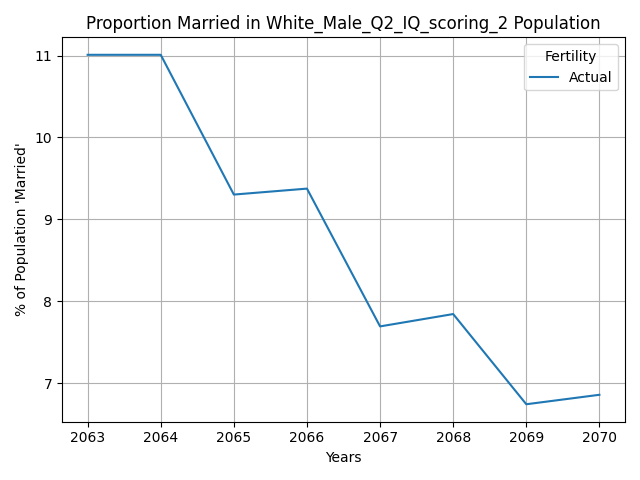 Proportion Married in White_Male_Q2_IQ_scoring_2 Population
Fertility
Actual
% of Population 'Married'
11
10
9
8
7
2063 2064 2065 2066 2067 2068 2069 2070
Years